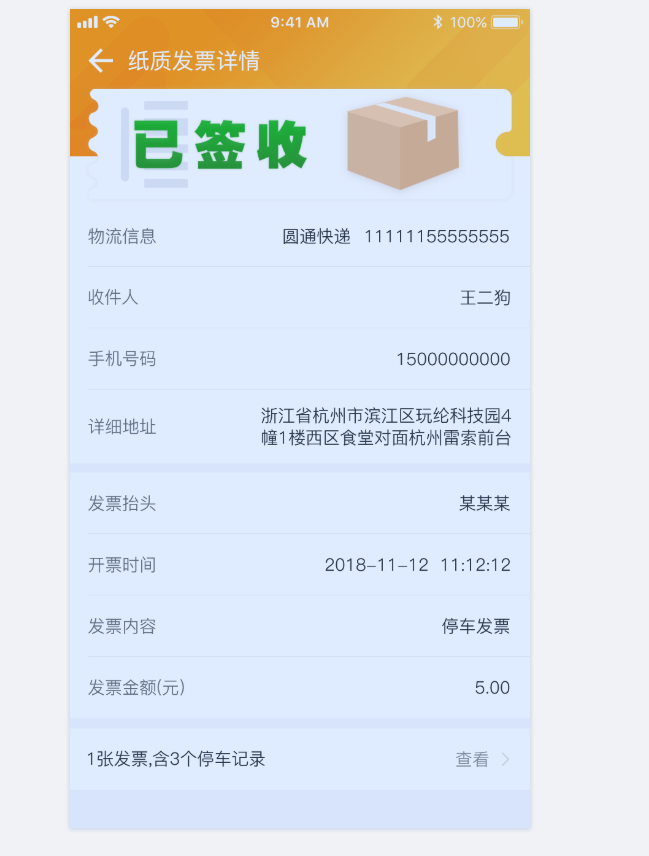 9:41 AM 100%
纸质发票详情
已签收
物流信息 圆通快递 11111155555555
收件人 王二狗
手机号码 15000000000
详细地址 浙江省杭州市滨江区玩纶科技园4
幢1楼西区食堂对面杭州雷索前台
发票抬头 某某某
开票时间 2018-11-12 11:12:12
发票内容 停车发票
发票金额(元) 5.00
1张发票,含3个停车记录 查看